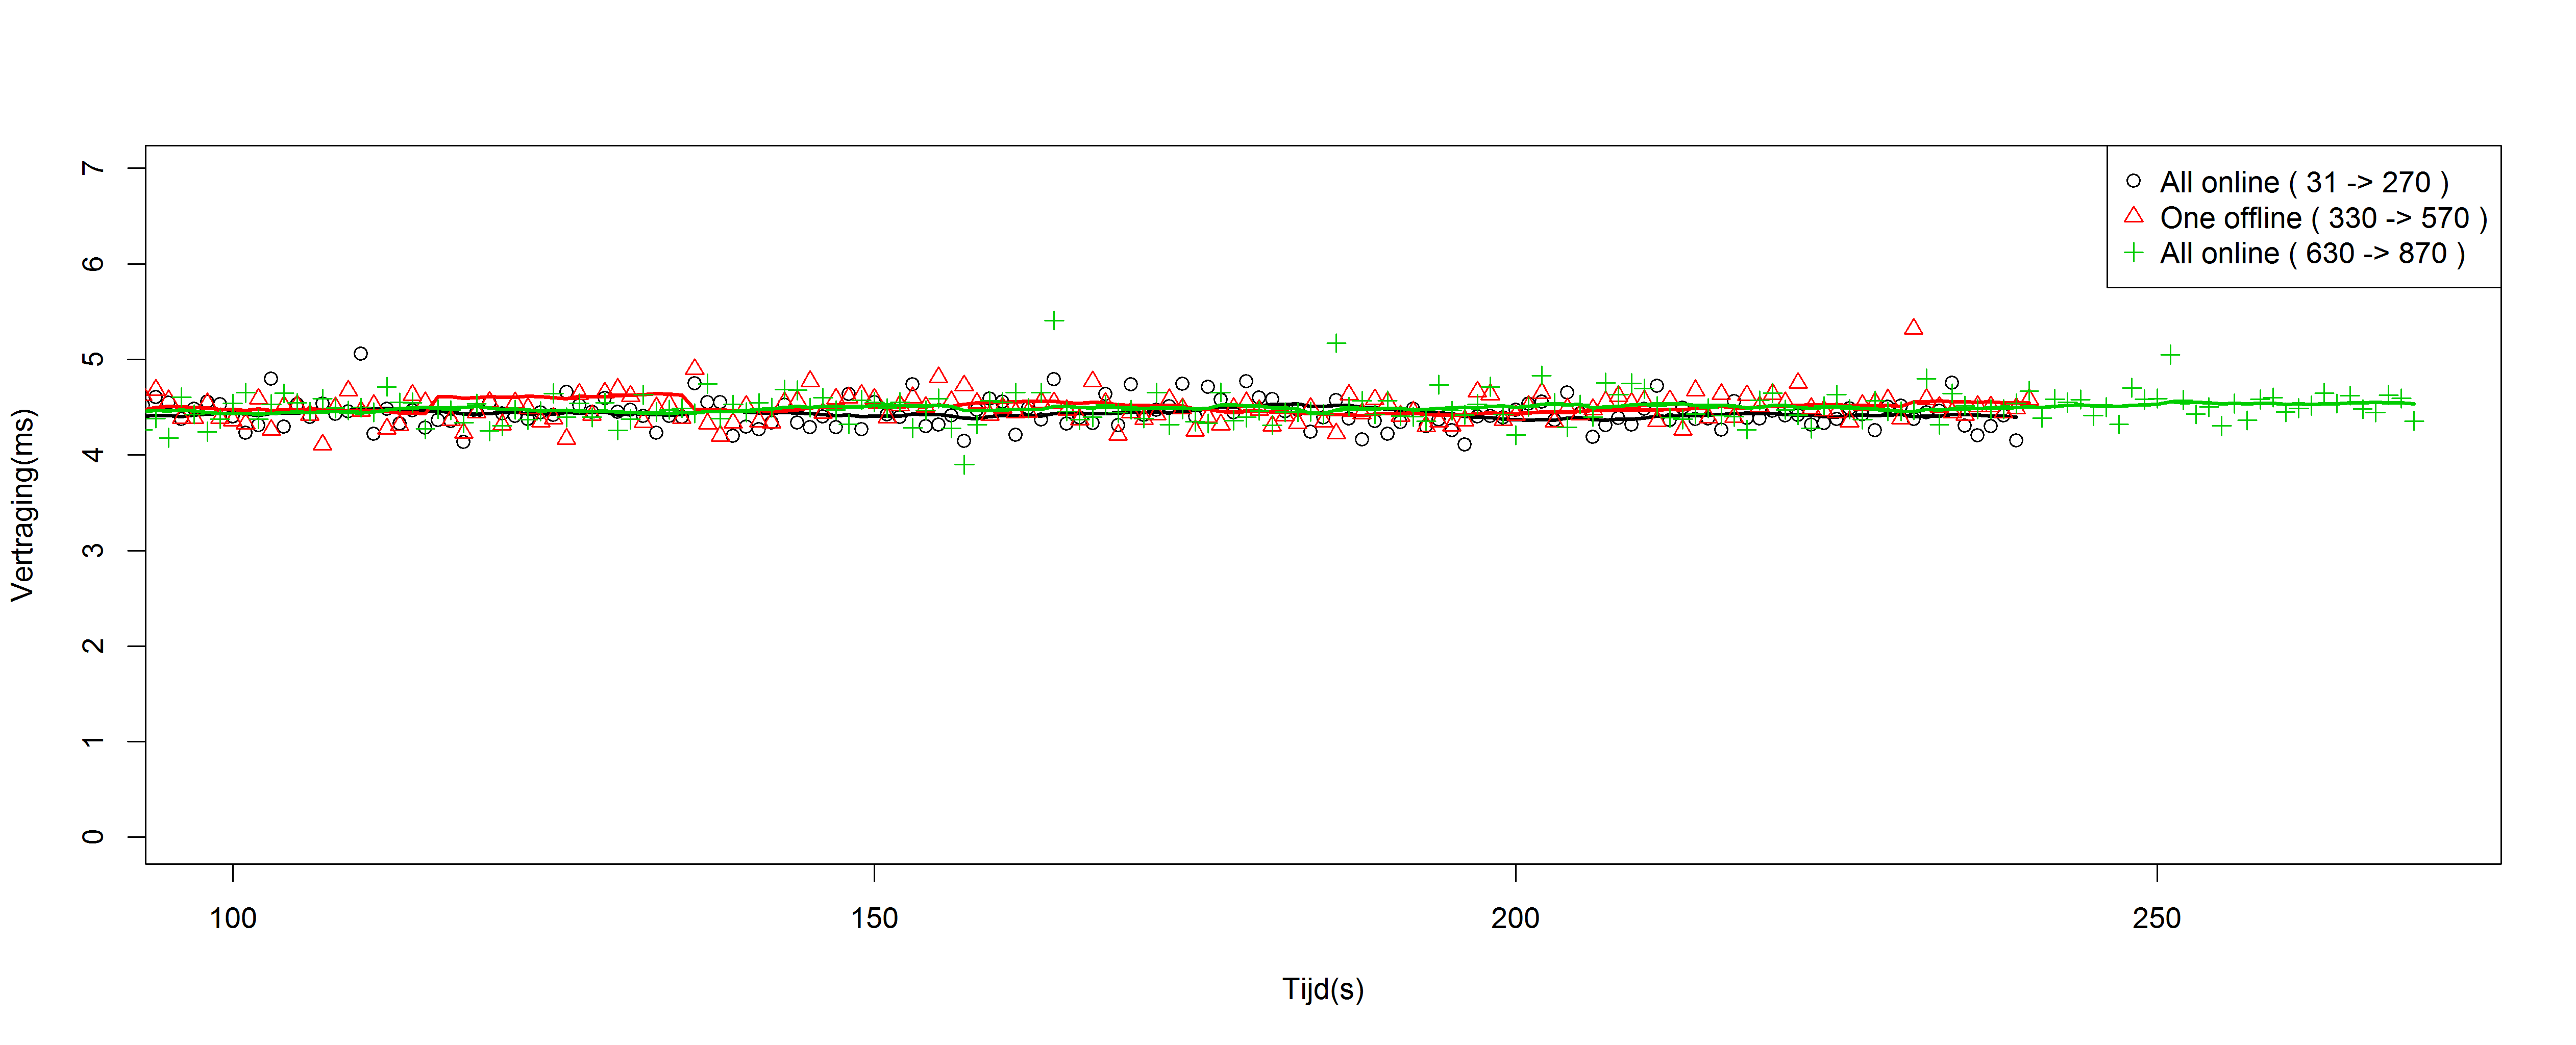 All online ( 31 -> 270 )
One offline ( 330 -> 570 )
All online ( 630 -> 870 )
Vertraging(ms)
7
6
5
4
3
2
1
0
100 150 200 250
Tijd(s)